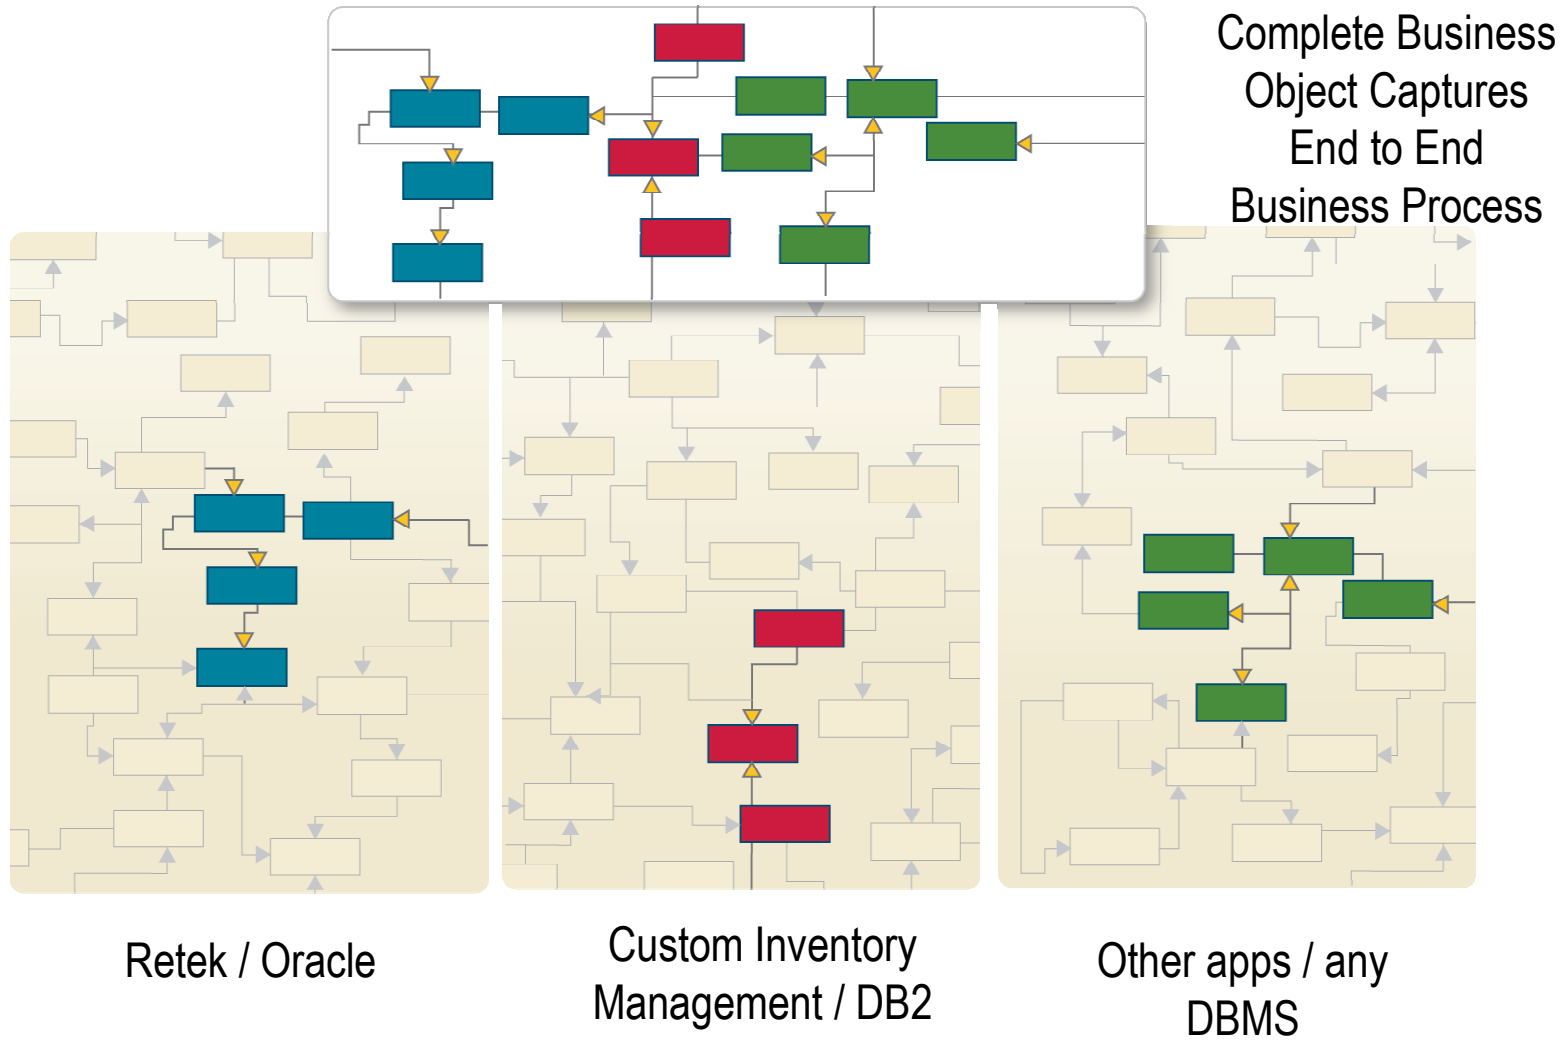 Complete Business
Object Captures
End to End
Business Process
Retek / Oracle
Custom Inventory
Management / DB2
Other apps / any
DBMS